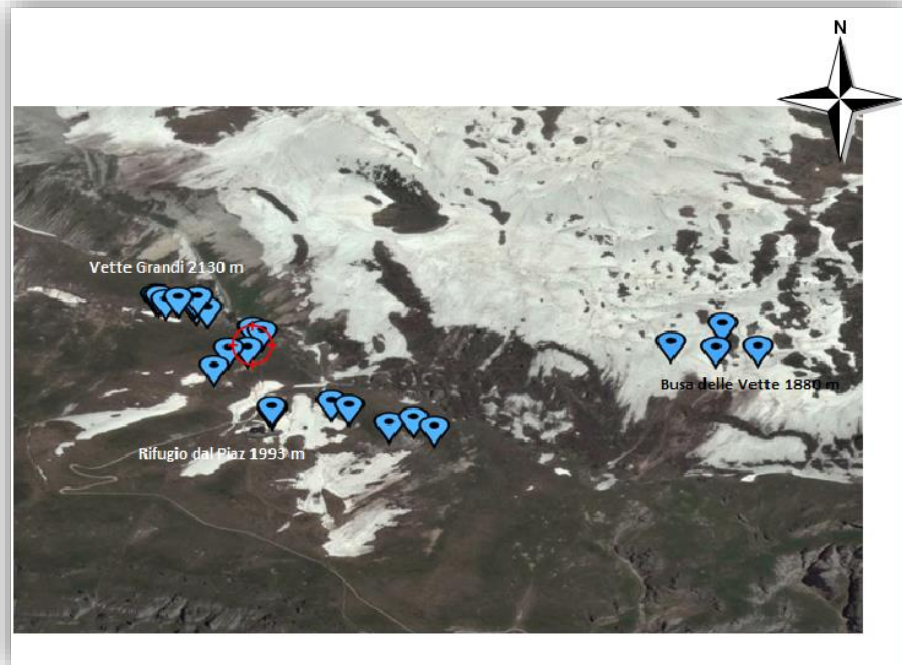 N
Vette Grandi 2130 m
Busa delle Vette 1880 m
Rifugio dal Piaz 1993 m